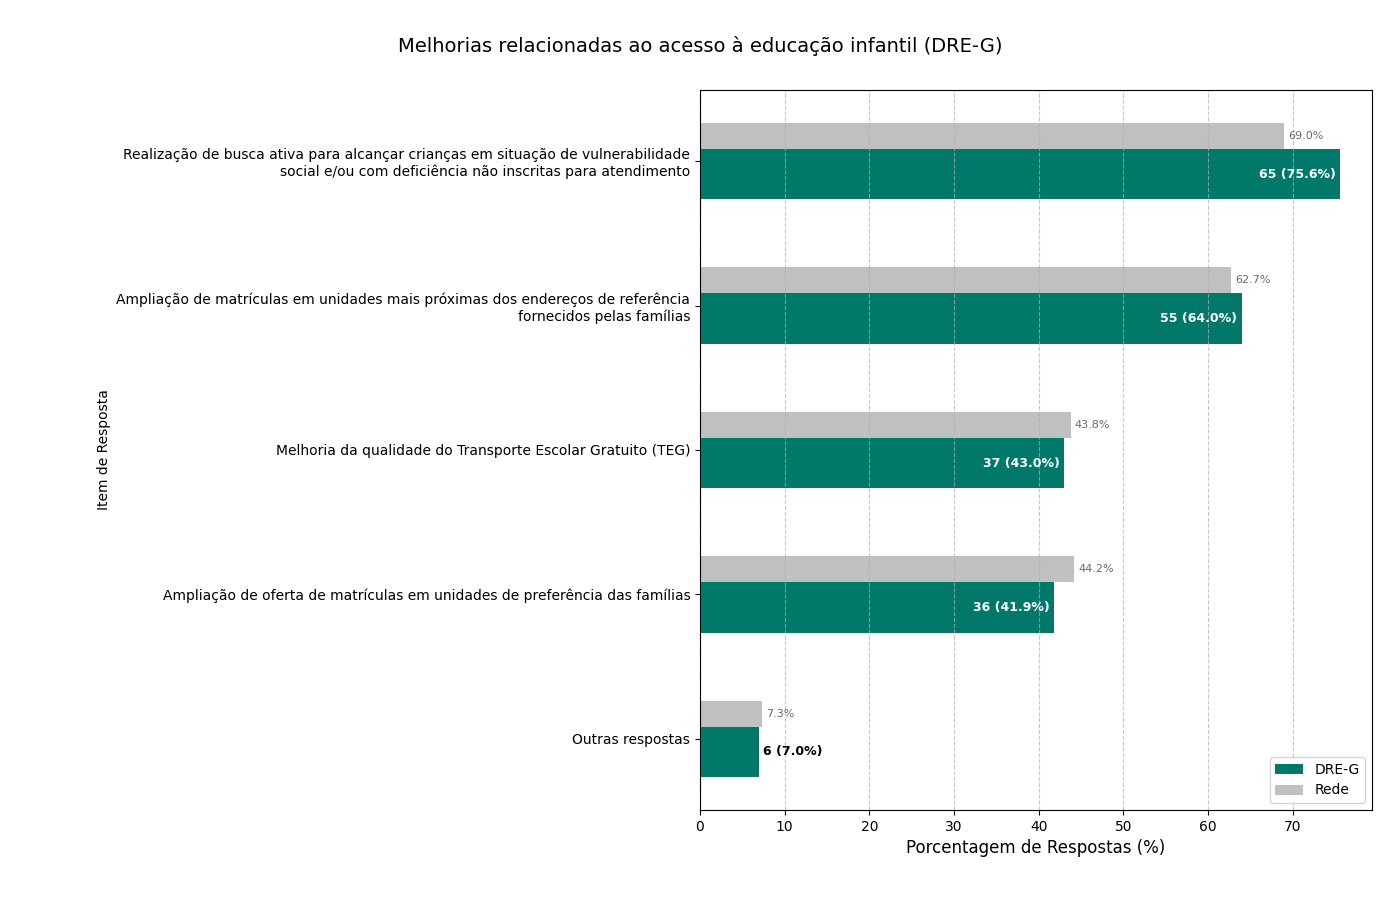 Melhorias relacionadas ao acesso à educação infantil (DRE-G)
69.0%
Realização de busca ativa para alcançar crianças em situação de vulnerabilidade
social e/ou com deficiência não inscritas para atendimento
65 (75.6%)
62.7%
Ampliação de matrículas em unidades mais próximas dos endereços de referência
fornecidos pelas famílias
55 (64.0%)
43.8%
Melhoria da qualidade do Transporte Escolar Gratuito (TEG)
37 (43.0%)
44.2%
Ampliação de oferta de matrículas em unidades de preferência das famílias
36 (41.9%)
7.3%
Outras respostas
6 (7.0%)
Item de Resposta
DRE-G
Rede
0 10 20 30 40 50 60 70
Porcentagem de Respostas (%)